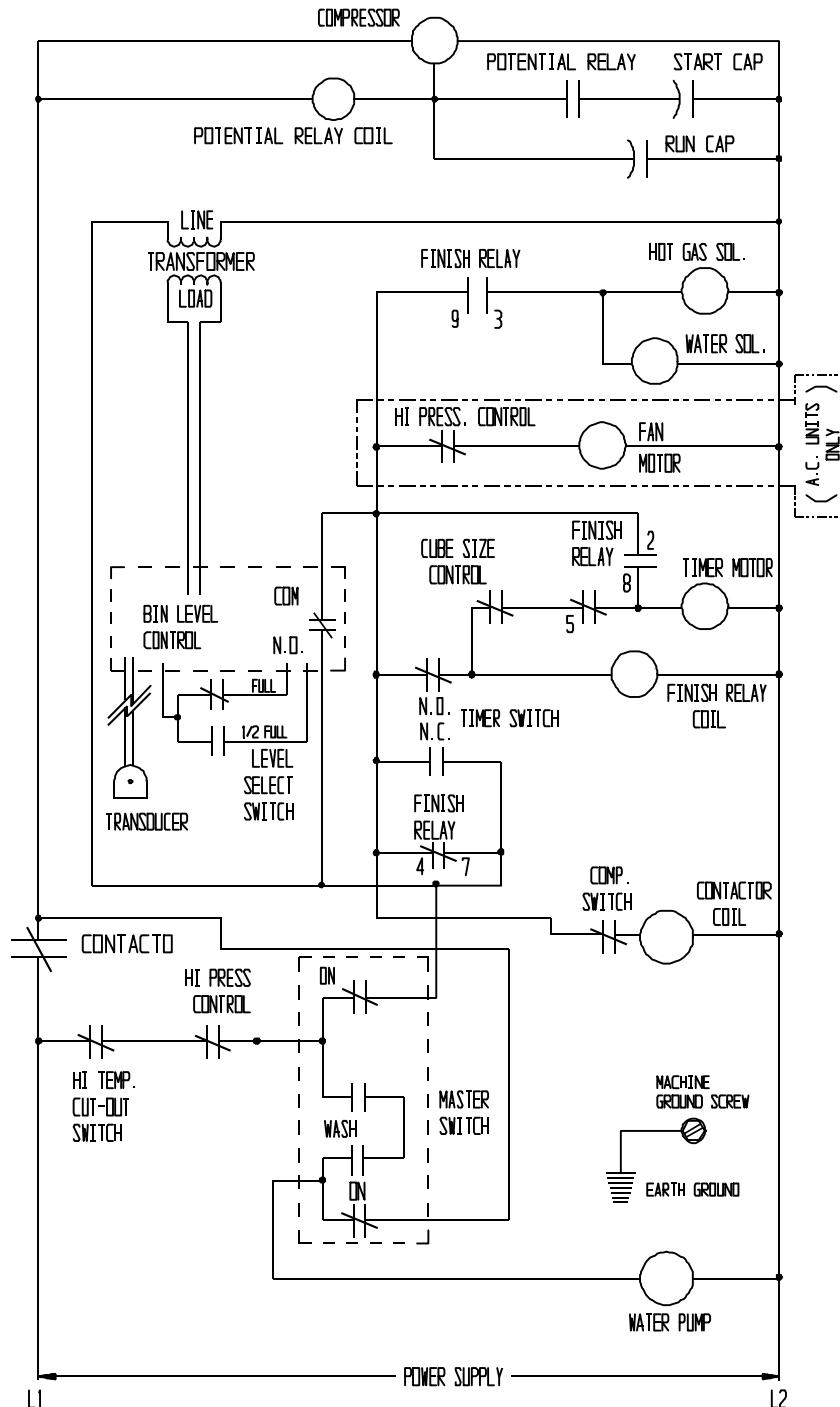 COMPRESSOR
POTENTIAL RELAY
START CAP
POTENTIAL RELAY COIL
RUN CAP
LINE
TRANSFORMER
LOAD
FINISH RELAY
9 3
HOT GAS SOL.
WATER SOL.
HI PRESS. CONTROL
FAN
MOTOR
( A.C. UNITS
ONLY )
CUBE SIZE
CONTROL
FINISH
RELAY
2
8
5
TIMER MOTOR
BIN LEVEL
CONTROL
COM
N.O.
FULL
1/2 FULL
LEVEL
SELECT
SWITCH
TRANSDUCER
N.O.
N.C.
TIMER SWITCH
FINISH RELAY
COIL
FINISH
RELAY
4 7
COMP.
SWITCH
CONTACTOR
COIL
CONTACTO
HI PRESS
CONTROL
ON
HI TEMP.
CUT-OUT
SWITCH
WASH
ON
MASTER
SWITCH
MACHINE
GROUND SCREW
EARTH GROUND
WATER PUMP
POWER SUPPLY
L1
L2